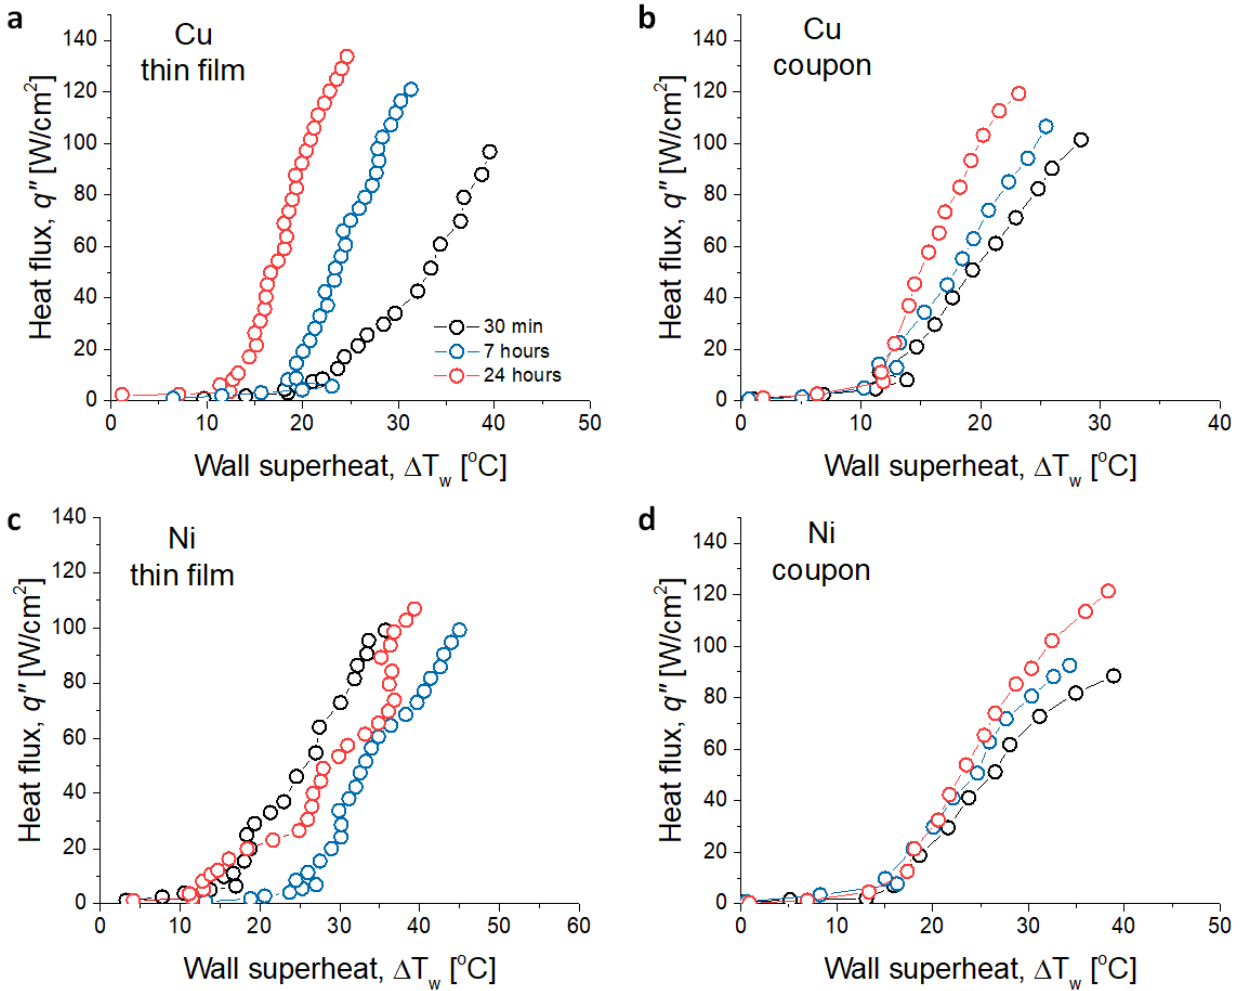 a
Cu
thin film
140
120
100
80
60
40
20
0
0
10
20
30
40
50
Heat flux, q″ [W/cm²]
Wall superheat, ΔT_w [°C]
30 min
7 hours
24 hours
b
Cu
coupon
140
120
100
80
60
40
20
0
0
10
20
30
40
Heat flux, q″ [W/cm²]
Wall superheat, ΔT_w [°C]
c
Ni
thin film
140
120
100
80
60
40
20
0
0
10
20
30
40
50
60
Heat flux, q″ [W/cm²]
Wall superheat, ΔT_w [°C]
d
Ni
coupon
140
120
100
80
60
40
20
0
0
10
20
30
40
50
Heat flux, q″ [W/cm²]
Wall superheat, ΔT_w [°C]